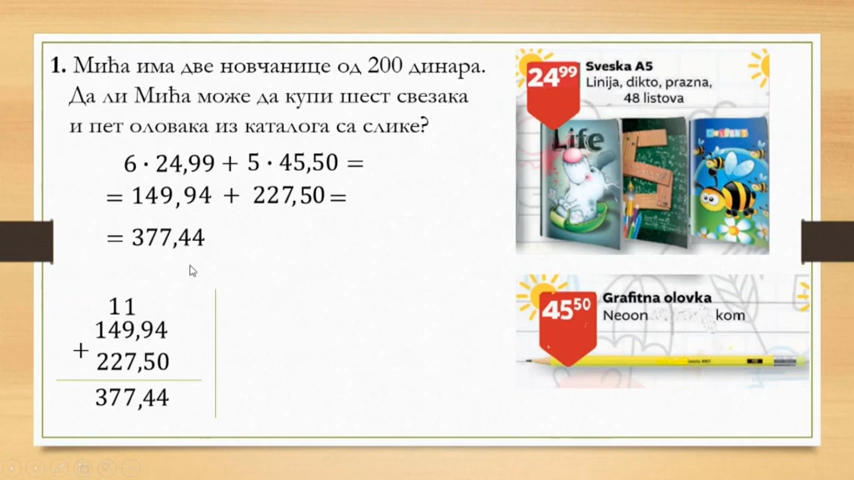 1. Мића има две новчанице од 200 динара.
Да ли Мића може да купи шест свезака
и пет оловака из каталога са слике?
6 · 24,99 + 5 · 45,50 =
= 149,94 + 227,50 =
= 377,44
11
149,94
+
227,50
377,44
24⁹⁹
Sveska A5
Linija, dikto, prazna,
48 listova
Life
45⁵⁰
Grafitna olovka
Neoon kom